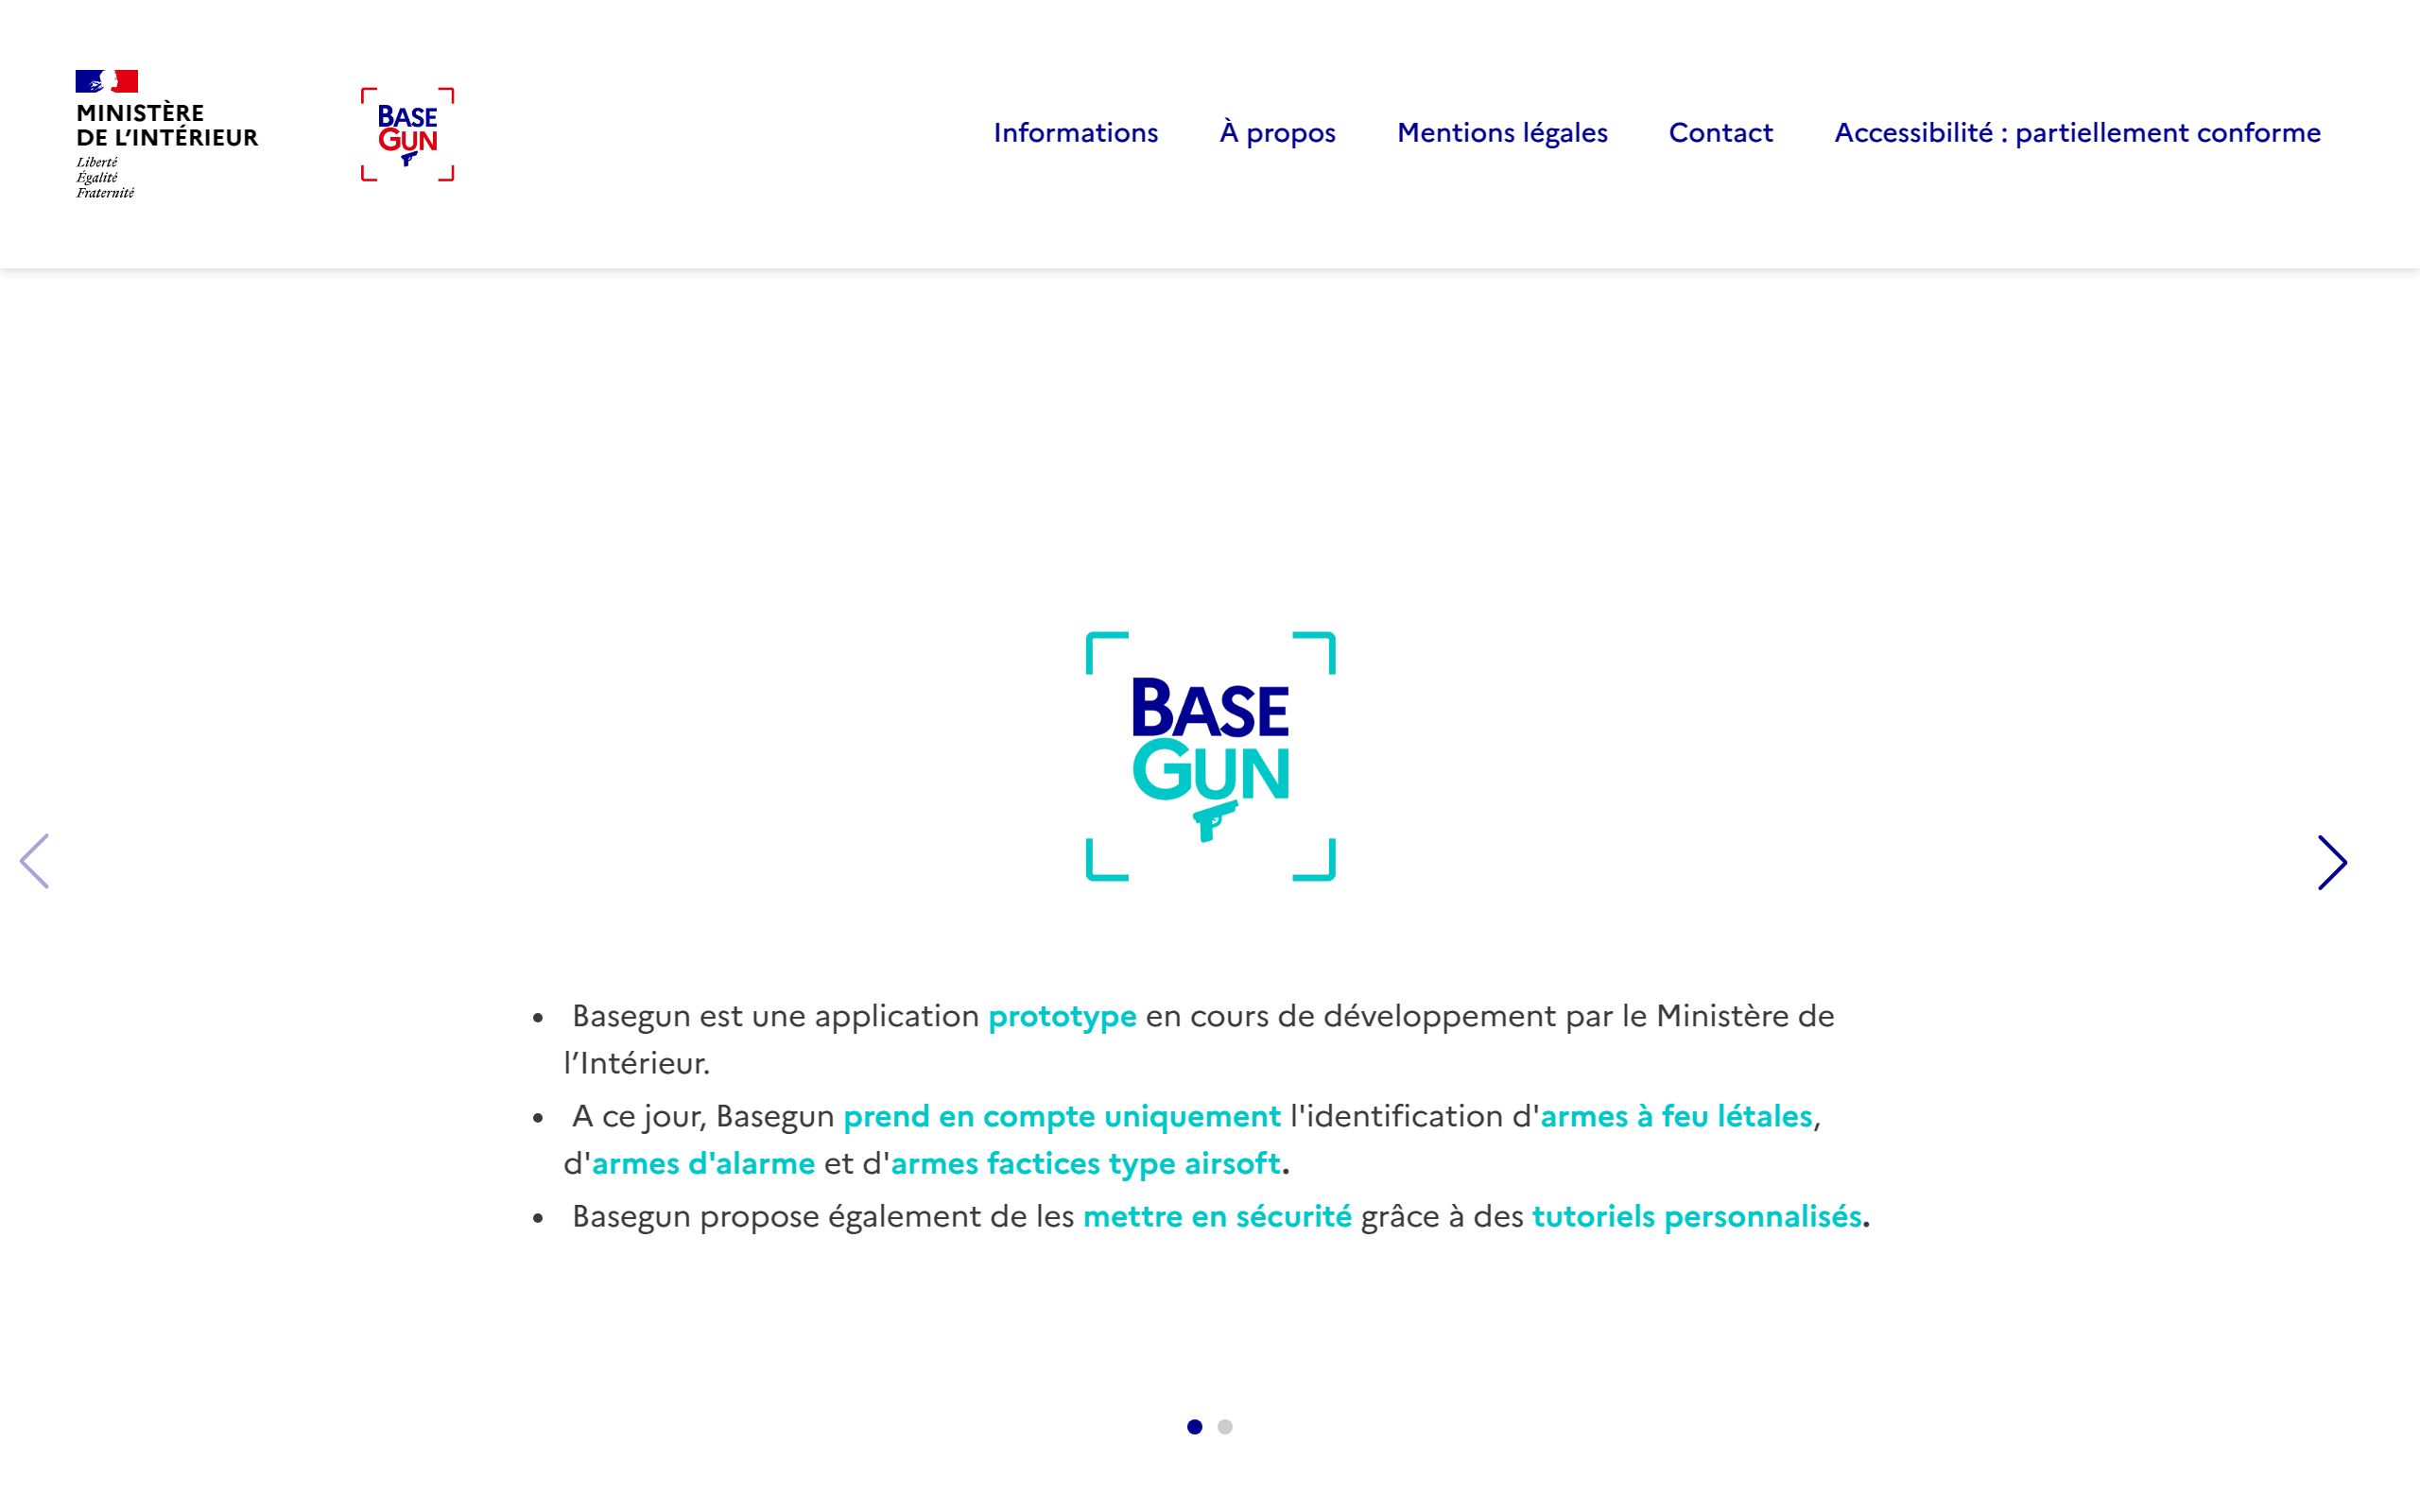 MINISTÈRE
DE L’INTÉRIEUR
Liberté
Égalité
Fraternité
BASE
GUN
Informations
À propos
Mentions légales
Contact
Accessibilité : partiellement conforme
BASE
GUN
Basegun est une application prototype en cours de développement par le Ministère de
l’Intérieur.
A ce jour, Basegun prend en compte uniquement l'identification d'armes à feu létales,
d'armes d'alarme et d'armes factices type airsoft.
Basegun propose également de les mettre en sécurité grâce à des tutoriels personnalisés.